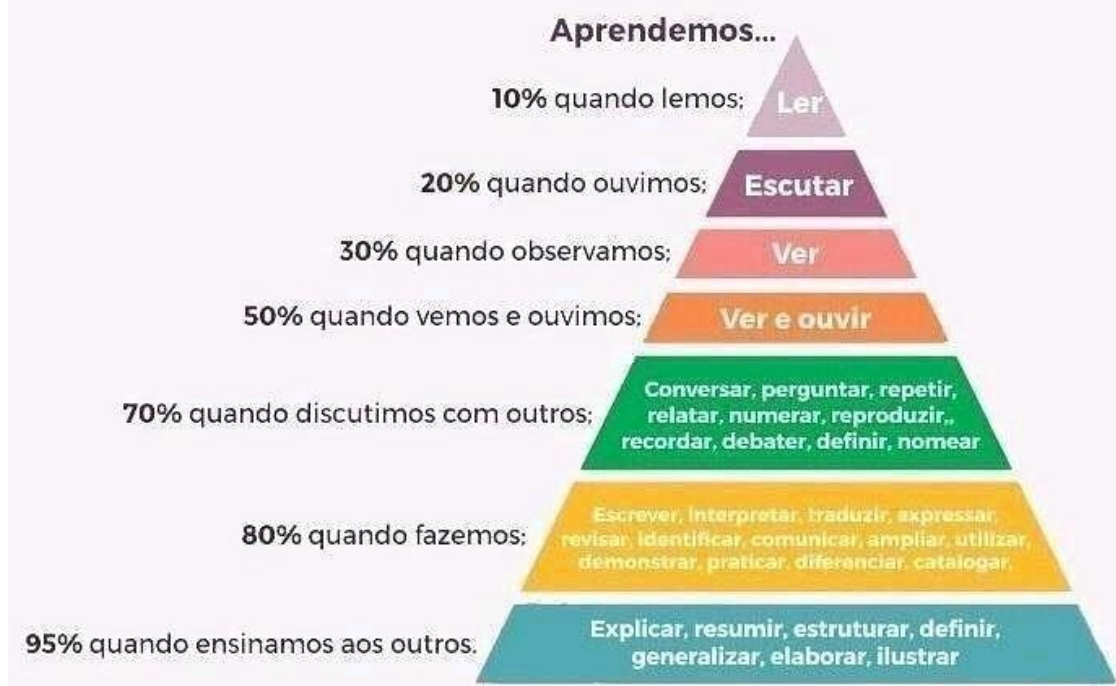 Aprendemos...
10% quando lemos;
Ler
20% quando ouvimos;
Escutar
30% quando observamos;
Ver
50% quando vemos e ouvimos;
Ver e ouvir
70% quando discutimos com outros;
Conversar, perguntar, repetir,
relatar, numerar, reproduzir,,
recordar, debater, definir, nomear
80% quando fazemos;
Escrever, interpretar, traduzir, expressar,
revisar, identificar, comunicar, ampliar, utilizar,
demonstrar, praticar, diferenciar, catalogar,
95% quando ensinamos aos outros.
Explicar, resumir, estruturar, definir,
generalizar, elaborar, ilustrar